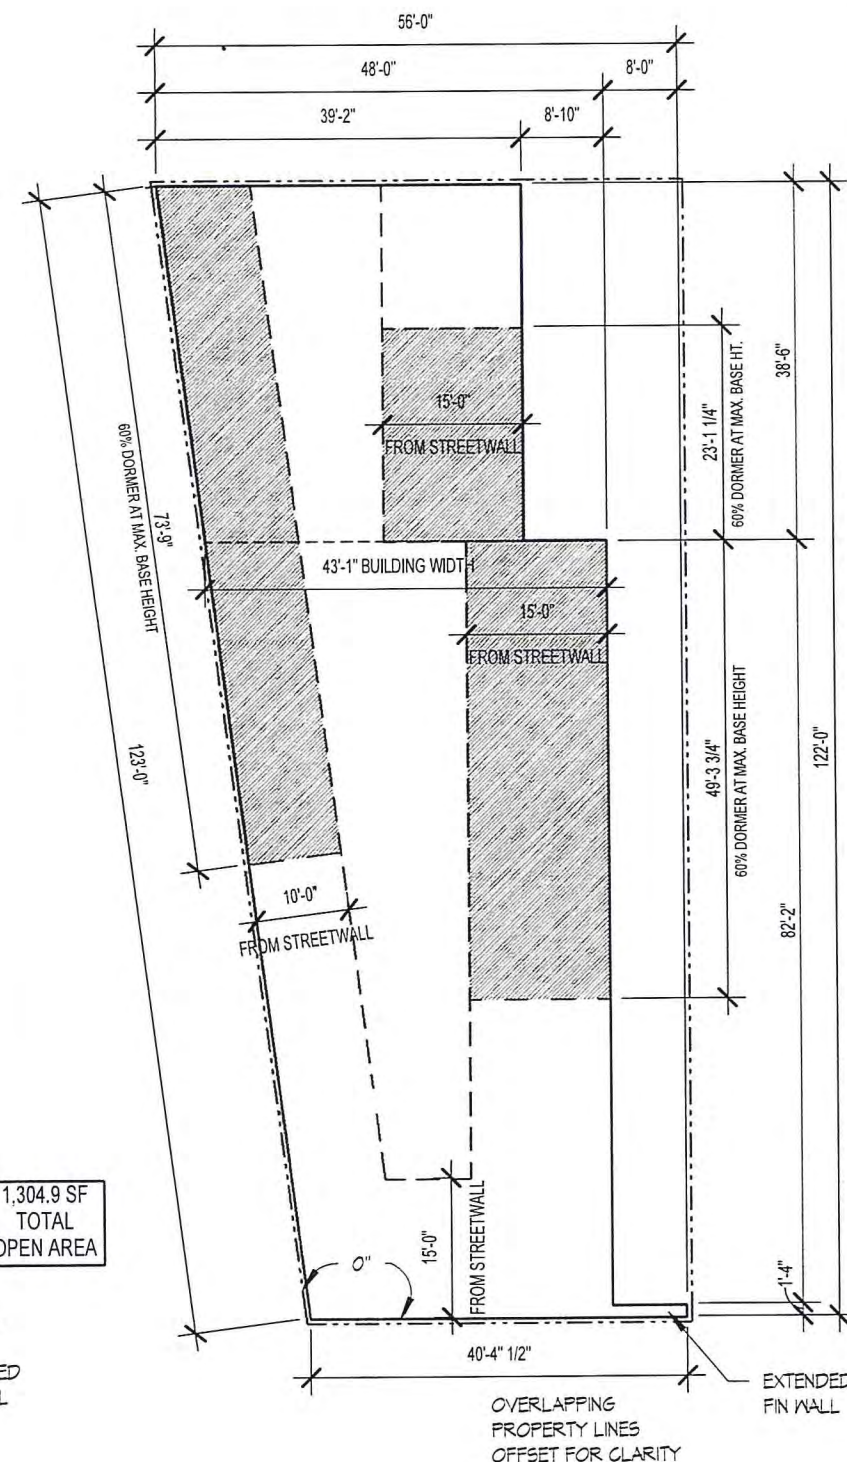 56'-0"
48'-0"
8'-0"
39'-2"
8'-10"
38'-6"
23'-1 1/4"
60% DORMER AT MAX. BASE HT.
15'-0"
FROM STREETWALL
60% DORMER AT MAX. BASE HEIGHT
73'-9"
43'-1" BUILDING WIDTH
15'-0"
FROM STREETWALL
123'-0"
122'-0"
49'-3 3/4"
60% DORMER AT MAX. BASE HEIGHT
82'-2"
10'-0"
FROM STREETWALL
1,304.9 SF
TOTAL
OPEN AREA
15'-0"
FROM STREETWALL
0"
1'-4"
40'-4" 1/2"
ED
L
EXTENDED
FIN WALL
OVERLAPPING
PROPERTY LINES
OFFSET FOR CLARITY